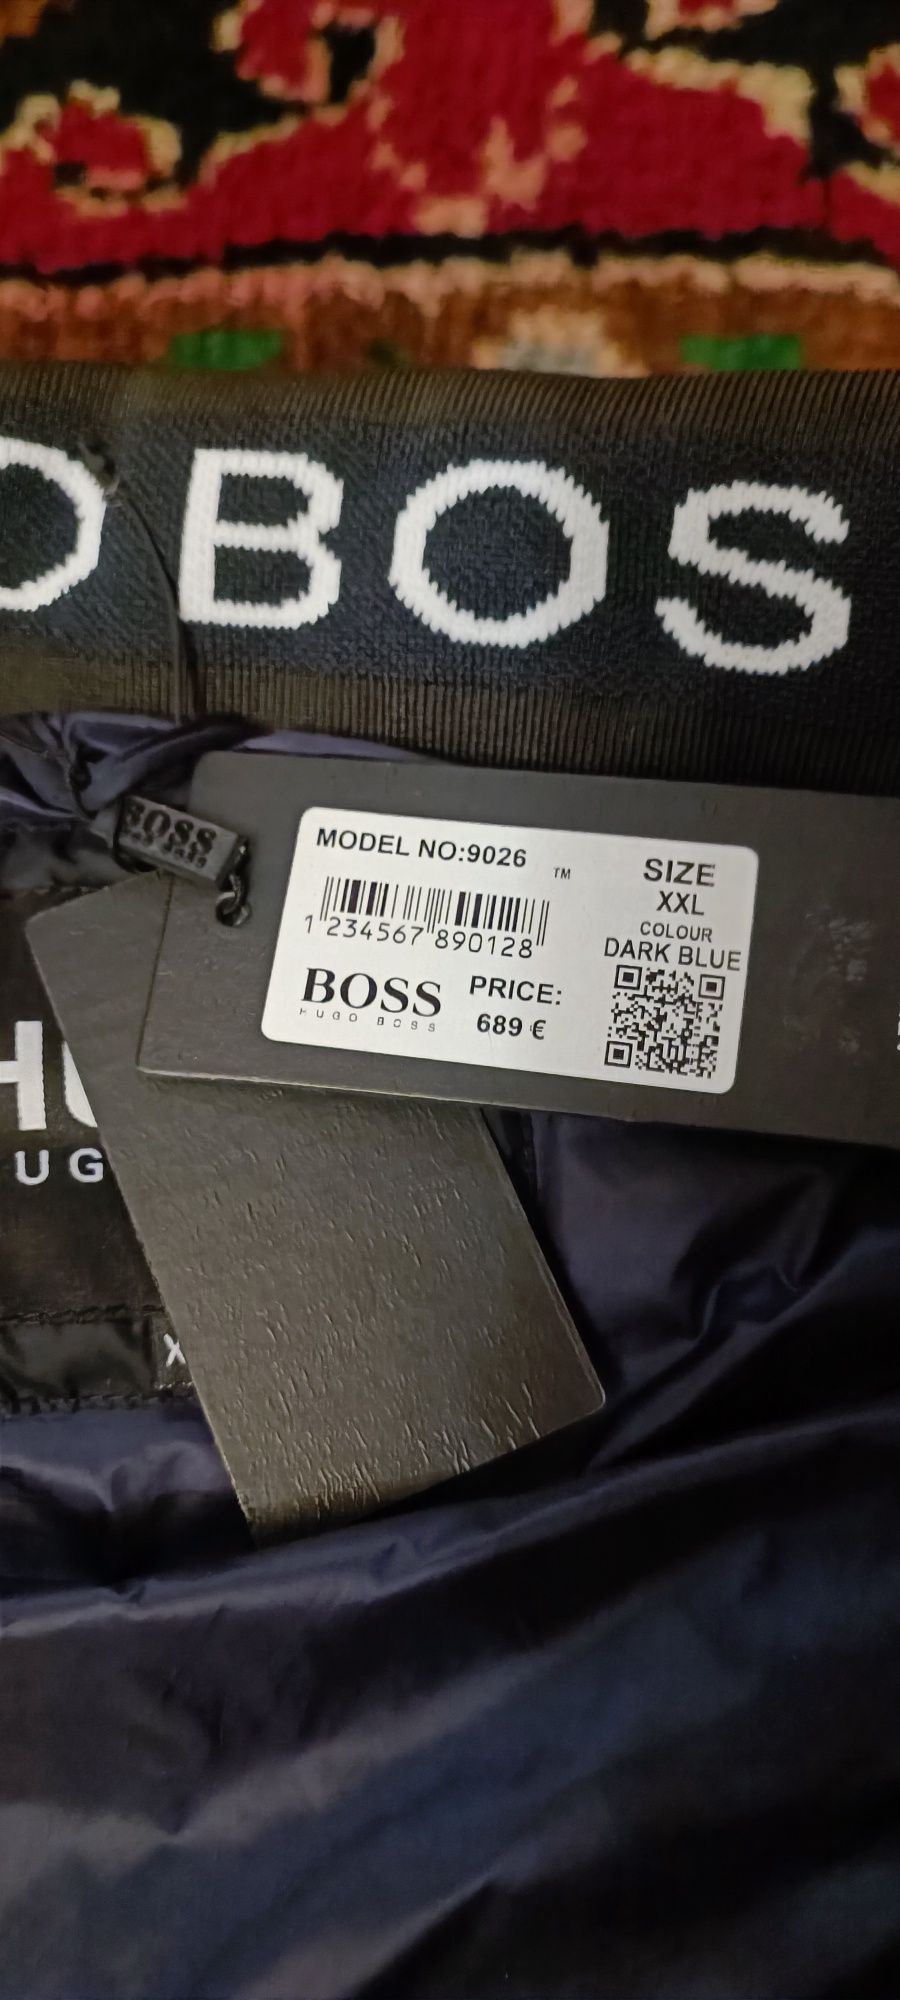 O BOS
BOSS
MODEL NO:9026
™
1 234567 890128
BOSS
HUGO BOSS
PRICE:
689 €
SIZE
XXL
COLOUR
DARK BLUE
HU
UG
X